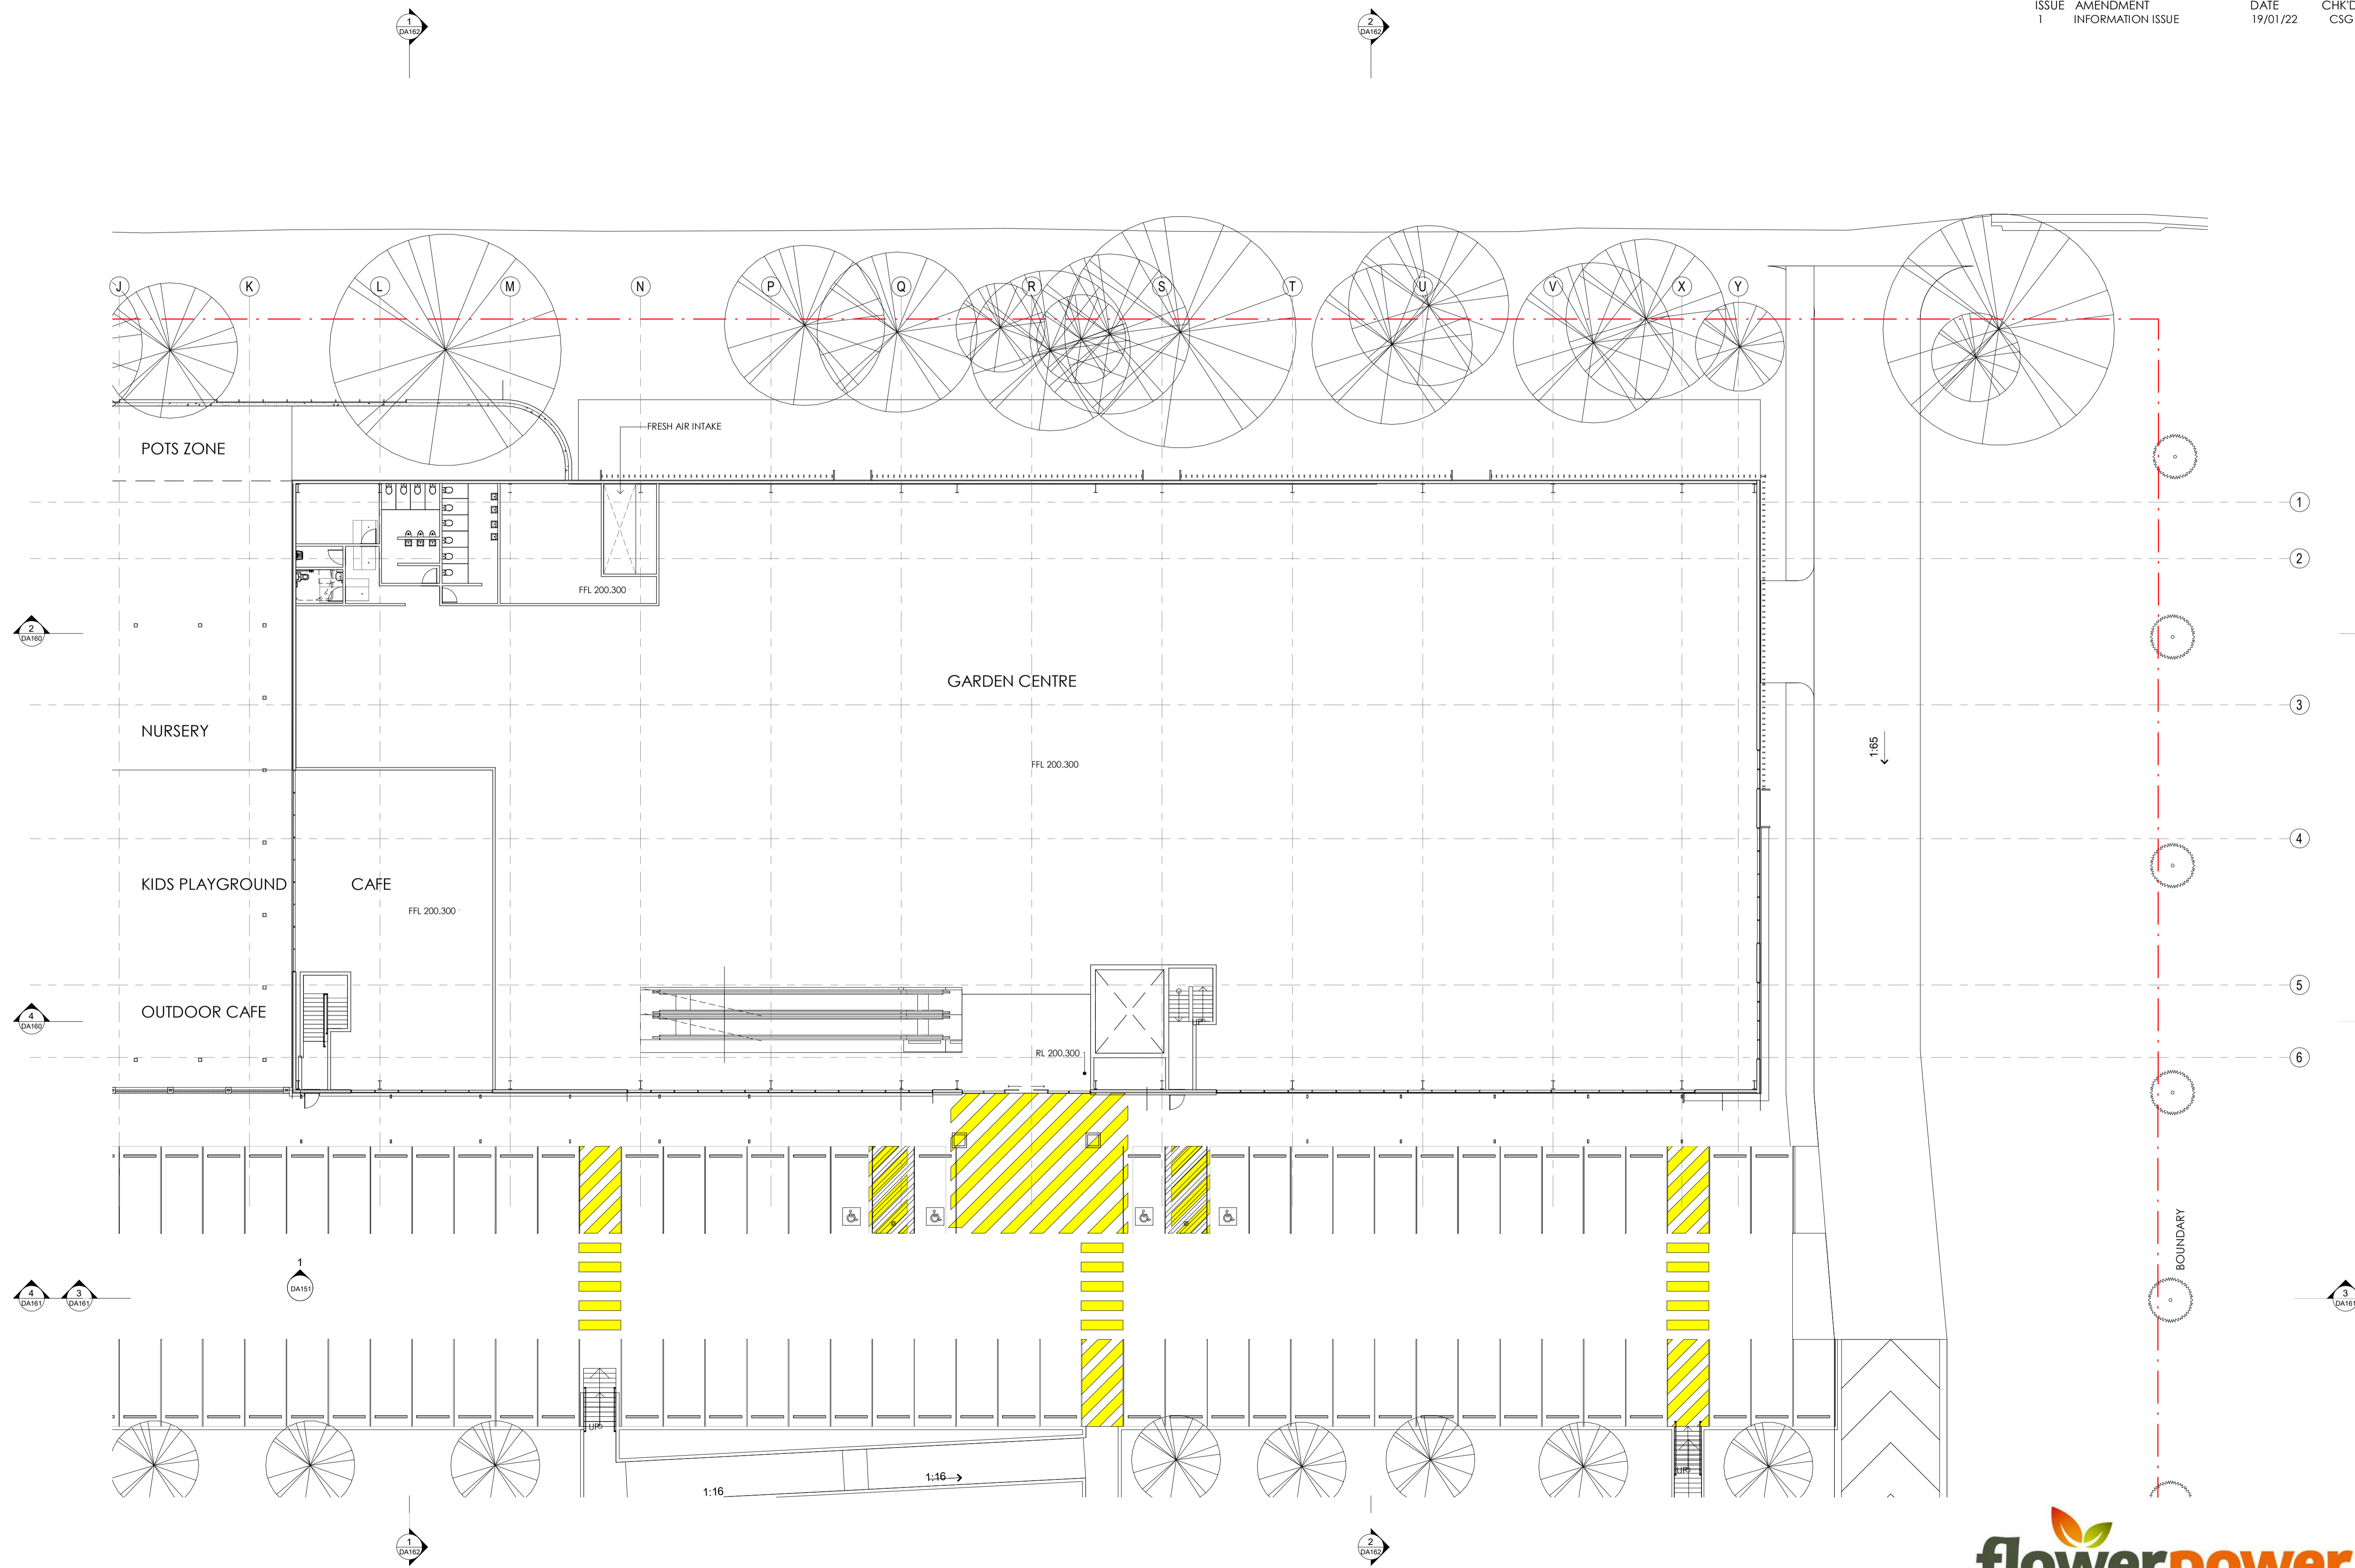 ISSUE AMENDMENT DATE CHK'D
1 INFORMATION ISSUE 19/01/22 CSG
1
DA162
2
DA162
J K L M N P Q R S T U V X Y
FRESH AIR INTAKE
POTS ZONE
1
2
FFL 200.300
2
DA160
GARDEN CENTRE
3
NURSERY
1:65
FFL 200.300
4
KIDS PLAYGROUND
CAFE
FFL 200.300
5
OUTDOOR CAFE
4
DA160
UP
RL 200.300
6
BOUNDARY
1
DA151
4
DA161
3
DA161
3
DA161
UP
1:16
1:16
UP
1
DA162
2
DA162
flowerpower